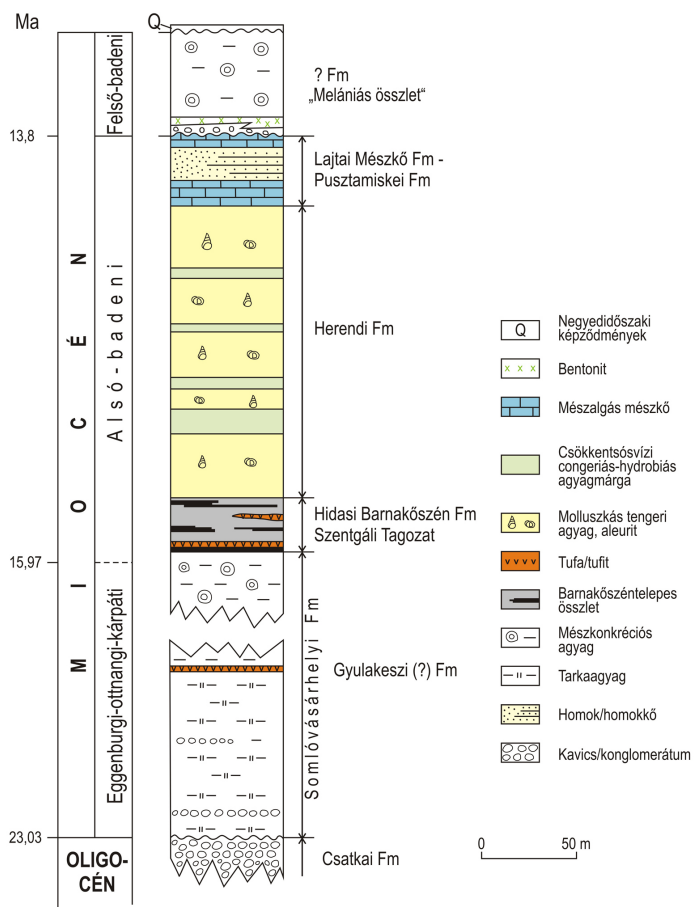 Ma
Q
Felső-badeni
? Fm
„Melániás összlet“
13,8
Lajtai Mészkő Fm -
Pusztamiskei Fm
MIOCÉN
Alsó-badeni
Herendi Fm
Hidasi Barnakőszén Fm
Szentgáli Tagozat
15,97
Eggenburgi-ottnangi-kárpáti
Somlóvásárhelyi Fm
Gyulakeszi (?) Fm
23,03
OLIGO-
CÉN
Csatkai Fm
Q
Negyedidőszaki
képződmények
Bentonit
Mészalgás mészkő
Csökkentsósvízi
congeriás-hydrobiás
agyagmárga
Molluszkás tengeri
agyag, aleurit
Tufa/tufit
Barnakőszéntelepes
összlet
Mészkonkréciós
agyag
Tarkaagyag
Homok/homokkő
Kavics/konglomerátum
0
50 m